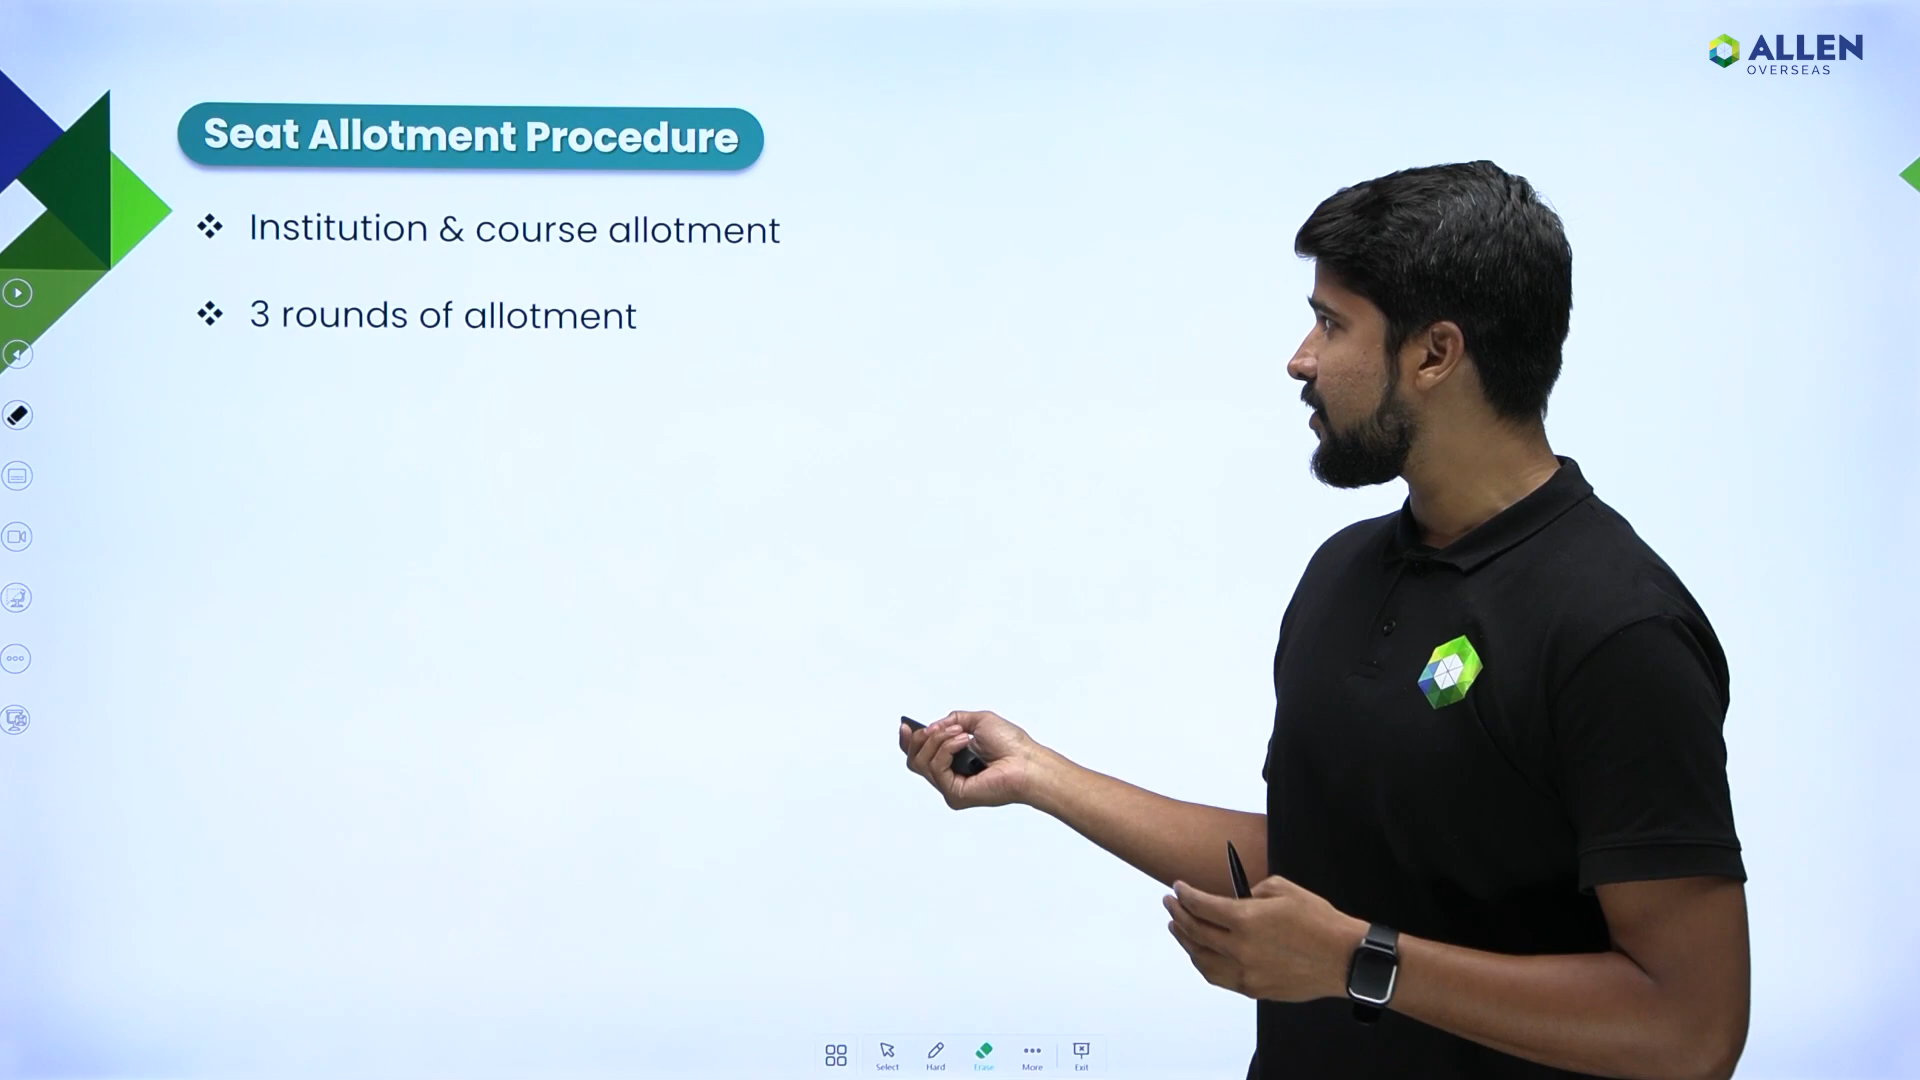 ALLEN
OVERSEAS
Seat Allotment Procedure
Institution & course allotment
3 rounds of allotment
Select
Hard
Erase
More
Exit